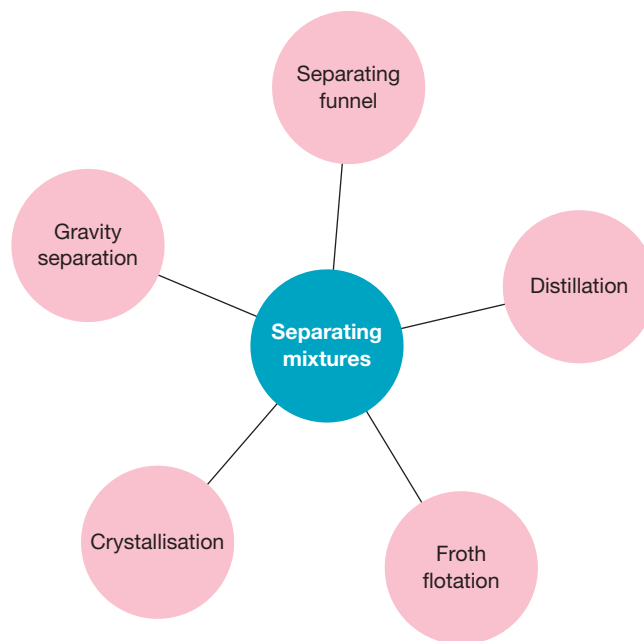 Separating
funnel
Gravity
separation
Distillation
Separating
mixtures
Crystallisation
Froth
flotation